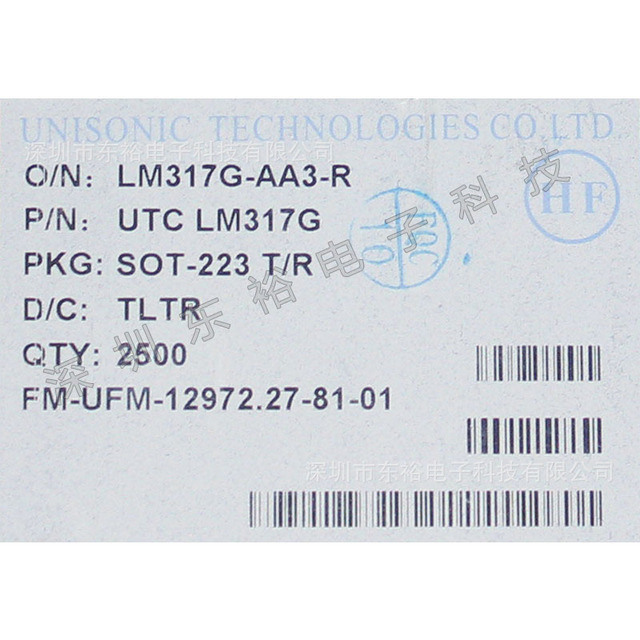 UNISONIC TECHNOLOGIES CO.,LTD.
深圳市东裕电子科技有限公司
O/N: LM317G-AA3-R
P/N: UTC LM317G
PKG: SOT-223 T/R
D/C: TLTR
QTY: 2500
FM-UFM-12972.27-81-01
HF
深圳东裕电子科技
深圳市东裕电子科技有限公司